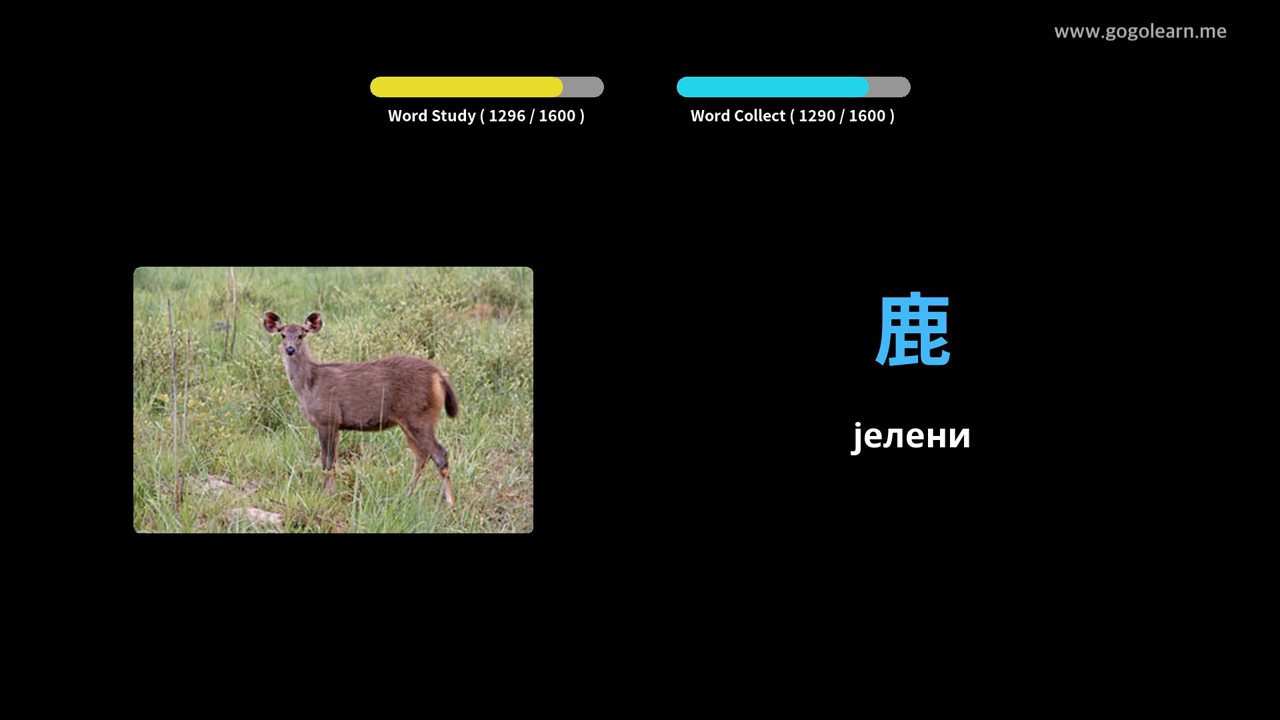 www.gogolearn.me
Word Study ( 1296 / 1600 )
Word Collect ( 1290 / 1600 )
鹿
јелени